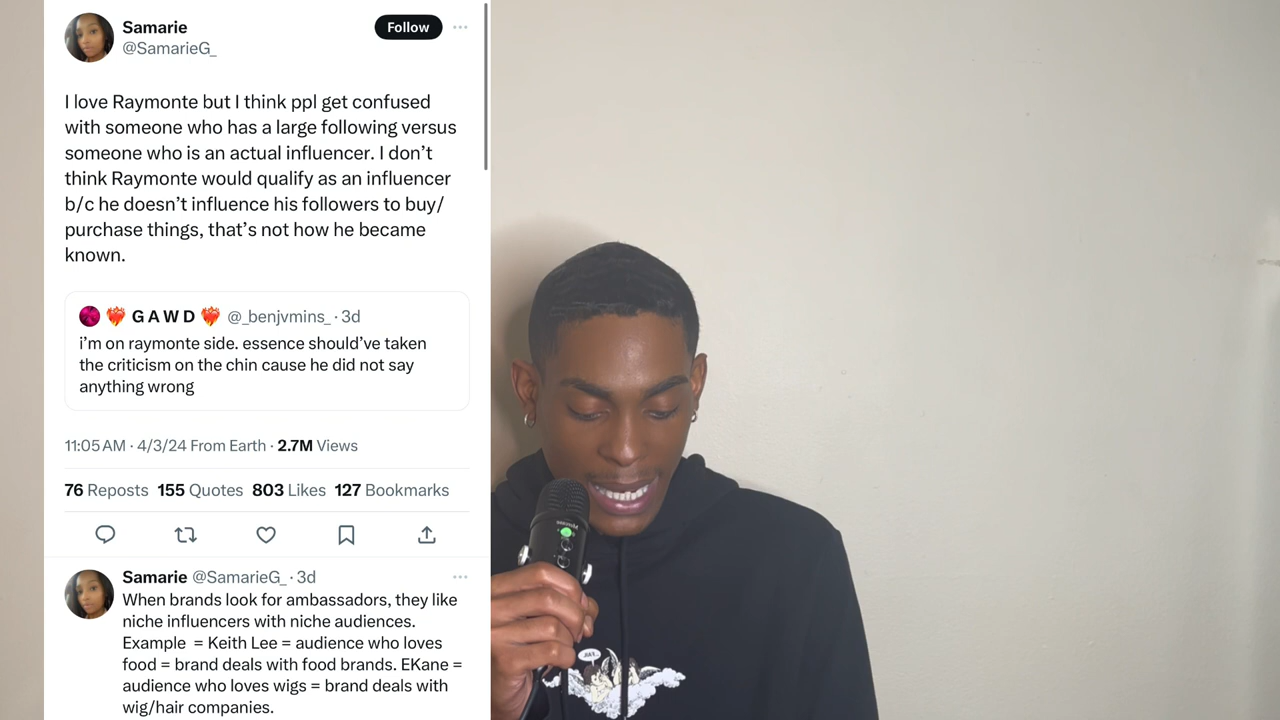 Samarie
Follow
@SamarieG_
I love Raymonte but I think ppl get confused
with someone who has a large following versus
someone who is an actual influencer. I don't
think Raymonte would qualify as an influencer
b/c he doesn't influence his followers to buy/
purchase things, that's not how he became
known.
❤️‍🔥 G A W D ❤️‍🔥 @_benjvmins_ · 3d
i'm on raymonte side. essence should've taken
the criticism on the chin cause he did not say
anything wrong
11:05 AM · 4/3/24 From Earth · 2.7M Views
76 Reposts 155 Quotes 803 Likes 127 Bookmarks
Samarie @SamarieG_ · 3d
When brands look for ambassadors, they like
niche influencers with niche audiences.
Example = Keith Lee = audience who loves
food = brand deals with food brands. EKane =
audience who loves wigs = brand deals with
wig/hair companies.